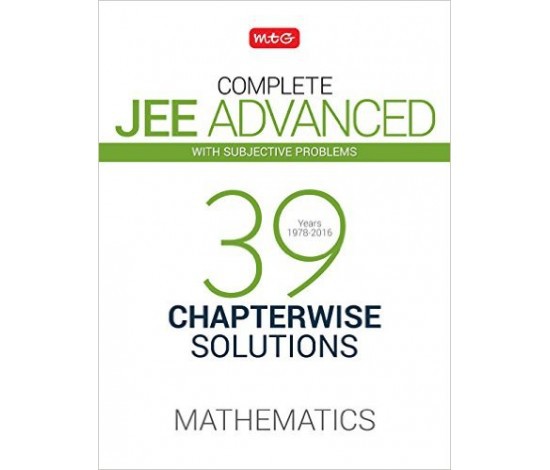 mtG
COMPLETE
JEE ADVANCED
WITH SUBJECTIVE PROBLEMS
39
Years
1978-2016
CHAPTERWISE
SOLUTIONS
MATHEMATICS